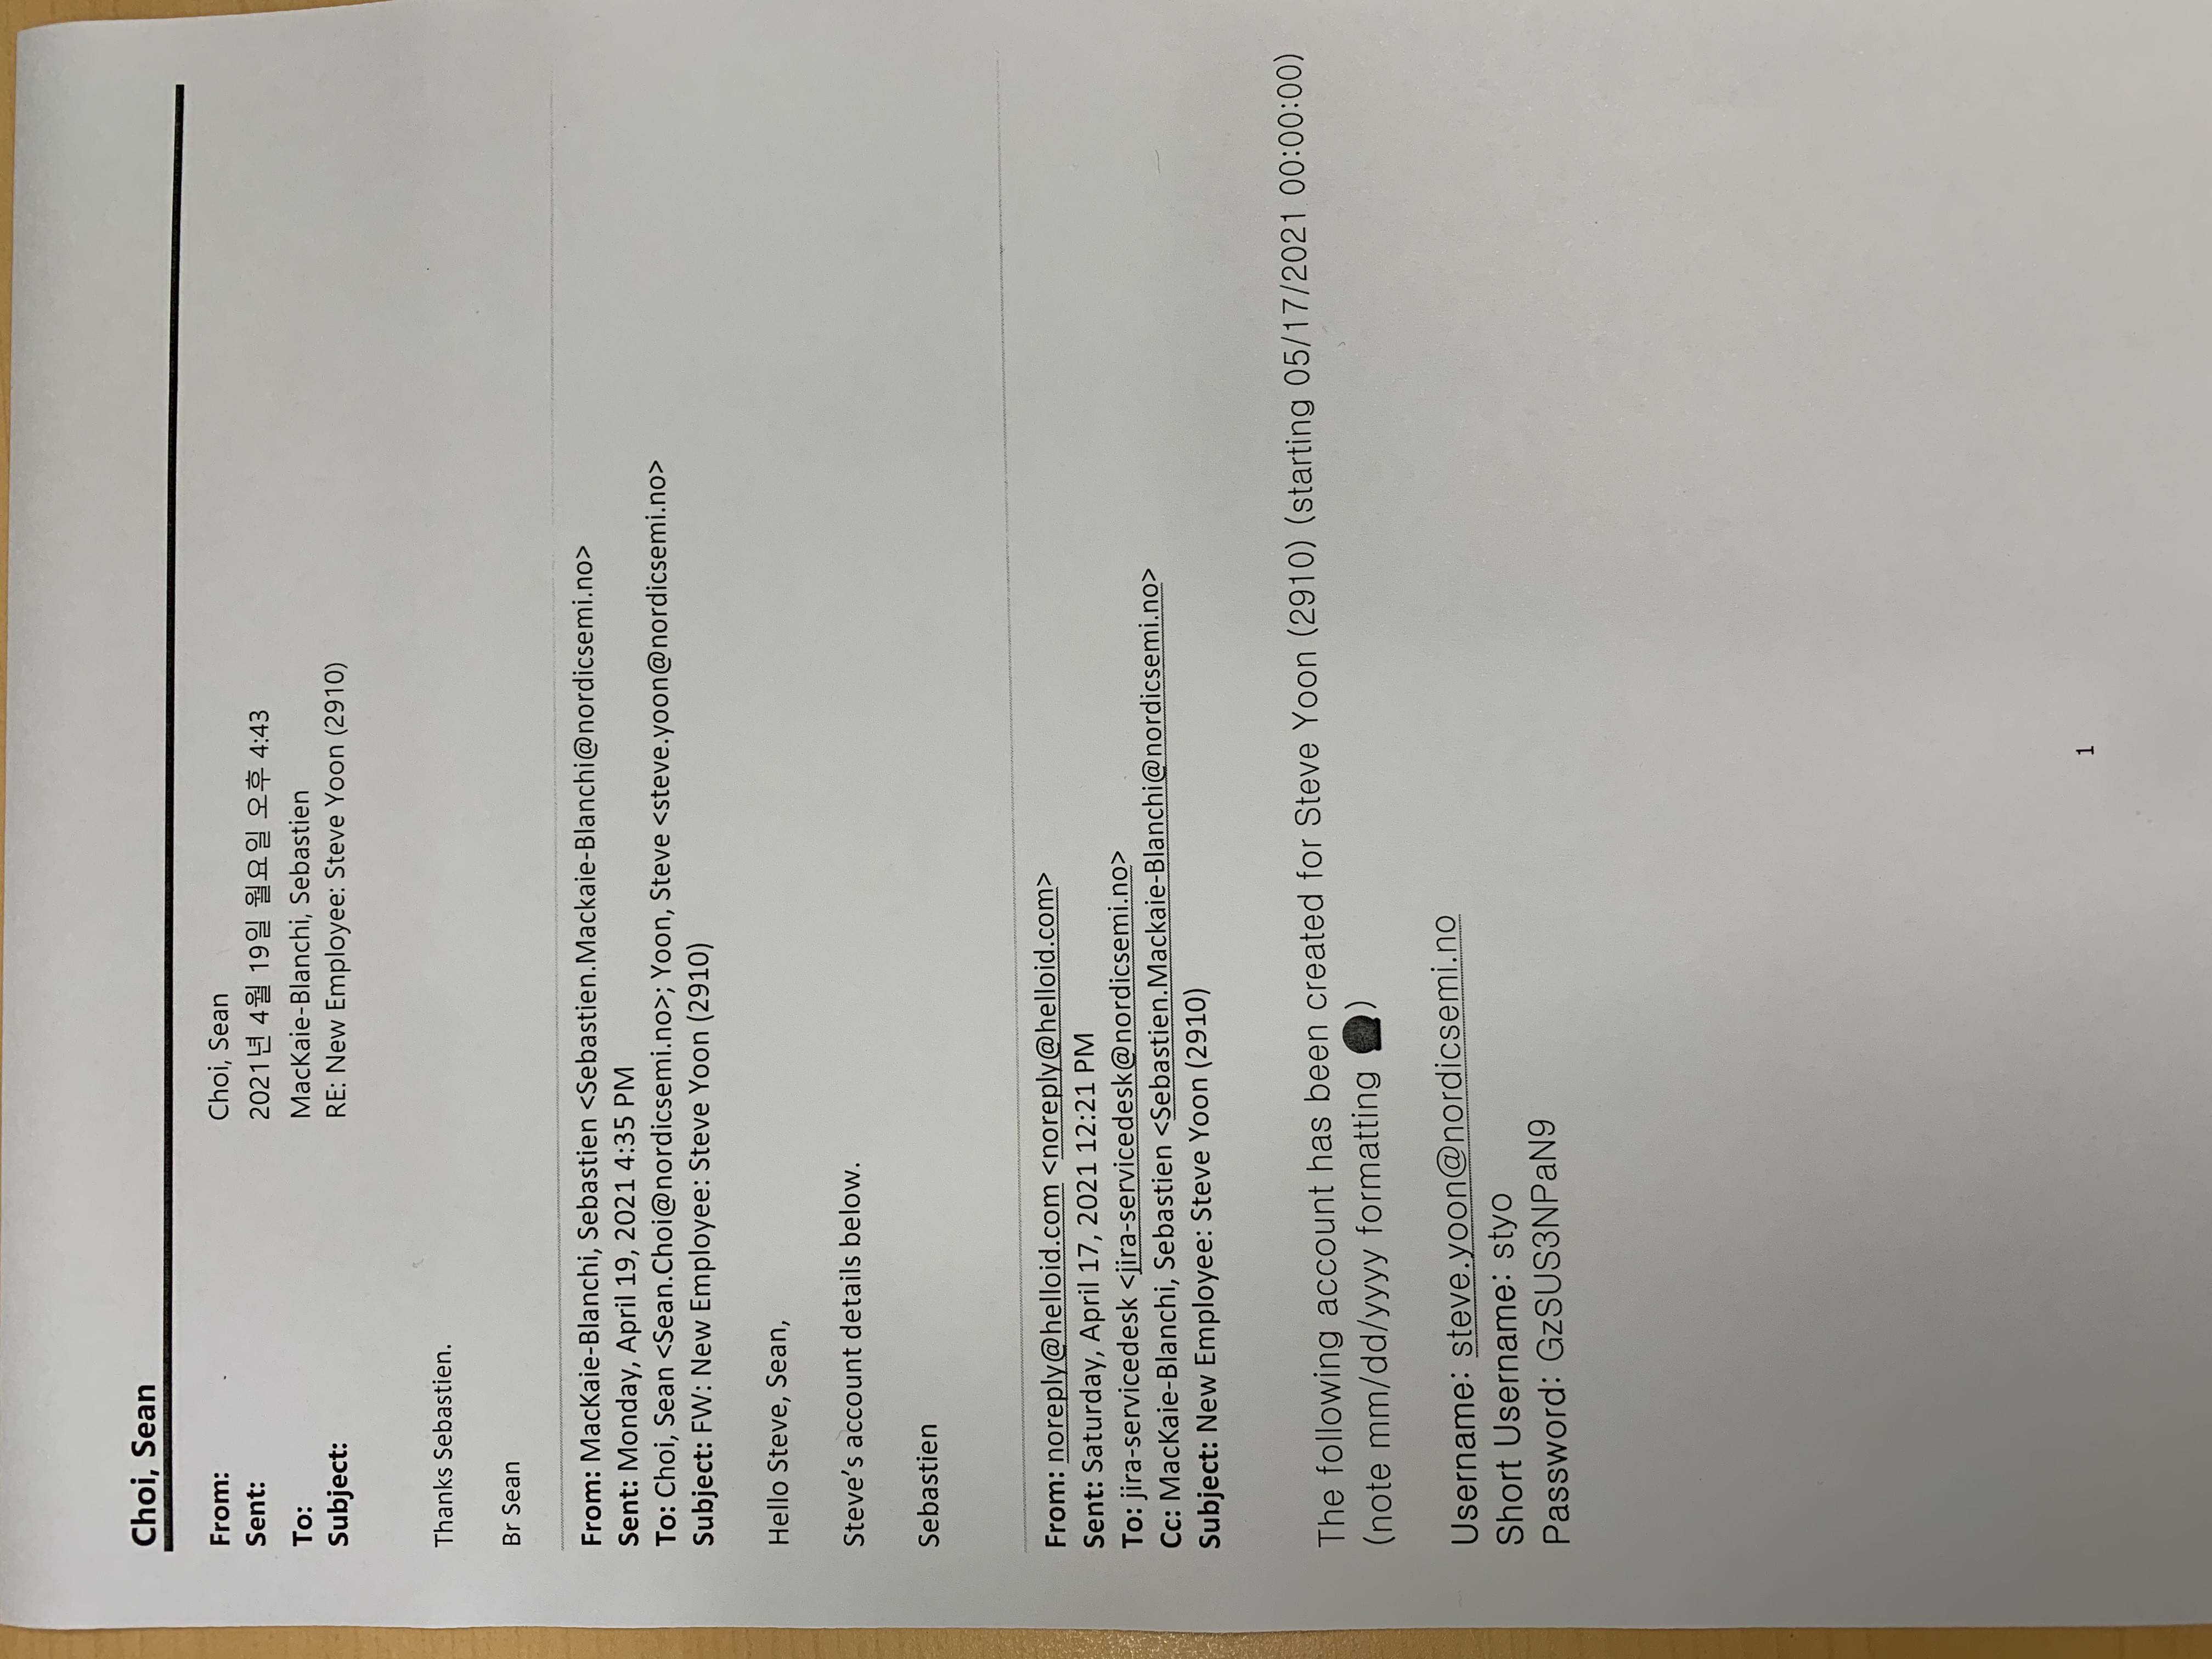 Choi, Sean
From: Choi, Sean
Sent: 2021년 4월 19일 월요일 오후 4:43
To: MacKaie-Blanchi, Sebastien
Subject: RE: New Employee: Steve Yoon (2910)
Thanks Sebastien.
Br Sean
From: MacKaie-Blanchi, Sebastien <Sebastien.Mackaie-Blanchi@nordicsemi.no>
Sent: Monday, April 19, 2021 4:35 PM
To: Choi, Sean <Sean.Choi@nordicsemi.no>; Yoon, Steve <steve.yoon@nordicsemi.no>
Subject: FW: New Employee: Steve Yoon (2910)
Hello Steve, Sean,
Steve’s account details below.
Sebastien
From: noreply@helloid.com <noreply@helloid.com>
Sent: Saturday, April 17, 2021 12:21 PM
To: jira-servicedesk <jira-servicedesk@nordicsemi.no>
Cc: MacKaie-Blanchi, Sebastien <Sebastien.Mackaie-Blanchi@nordicsemi.no>
Subject: New Employee: Steve Yoon (2910)
The following account has been created for Steve Yoon (2910) (starting 05/17/2021 00:00:00)
(note mm/dd/yyyy formatting )
Username: steve.yoon@nordicsemi.no
Short Username: styo
Password: GzSUS3NPaN9
1